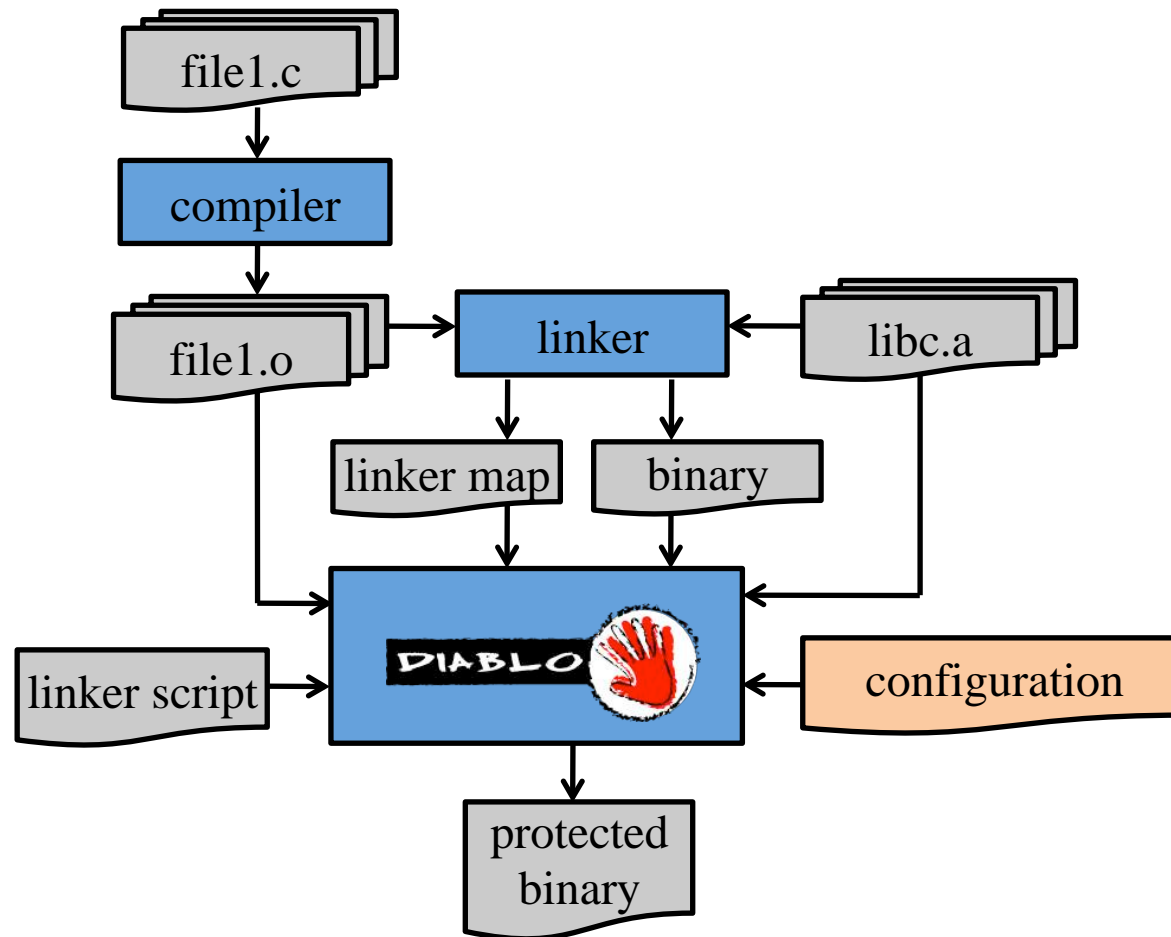 file1.c
compiler
file1.o
linker
libc.a
linker map
binary
DIABLO
linker script
configuration
protected
binary